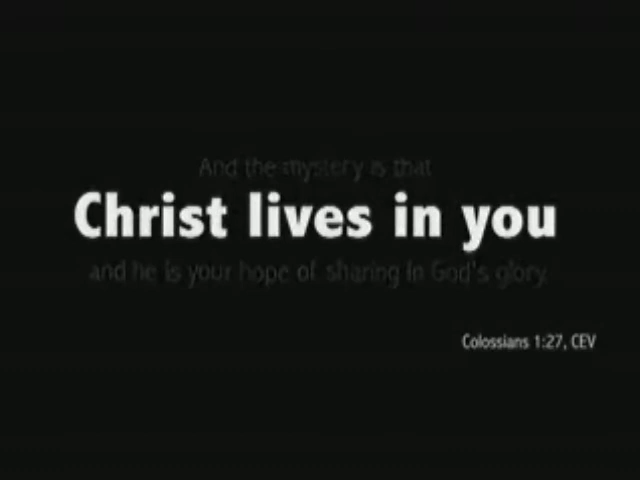 And the mystery is that
Christ lives in you
and he is your hope of sharing in God's glory.
Colossians 1:27, CEV